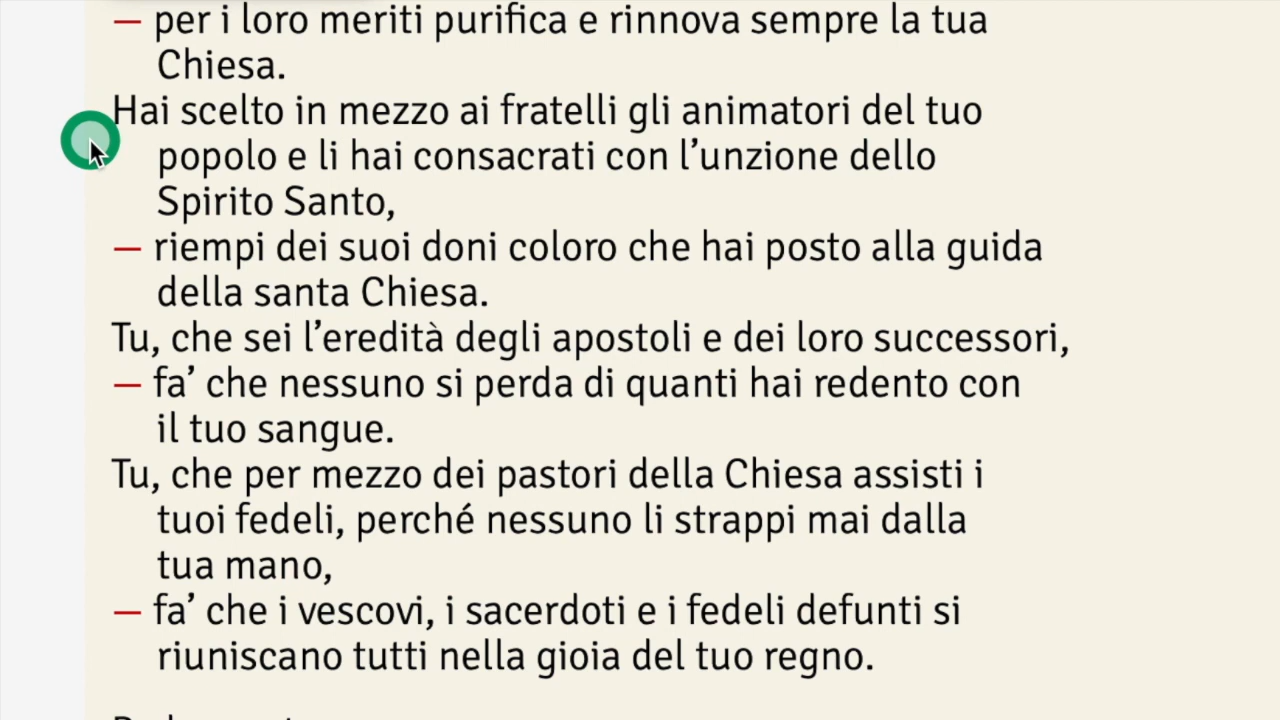 — per i loro meriti purifica e rinnova sempre la tua
Chiesa.
Hai scelto in mezzo ai fratelli gli animatori del tuo
popolo e li hai consacrati con l’unzione dello
Spirito Santo,
— riempi dei suoi doni coloro che hai posto alla guida
della santa Chiesa.
Tu, che sei l’eredità degli apostoli e dei loro successori,
— fa’ che nessuno si perda di quanti hai redento con
il tuo sangue.
Tu, che per mezzo dei pastori della Chiesa assisti i
tuoi fedeli, perché nessuno li strappi mai dalla
tua mano,
— fa’ che i vescovi, i sacerdoti e i fedeli defunti si
riuniscano tutti nella gioia del tuo regno.